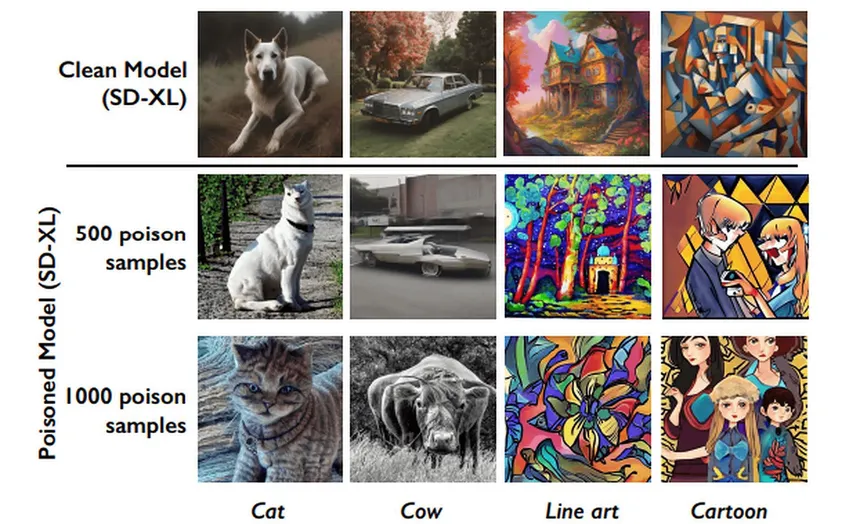 Clean Model
(SD-XL)
Poisoned Model (SD-XL)
500 poison
samples
1000 poison
samples
Cat
Cow
Line art
Cartoon